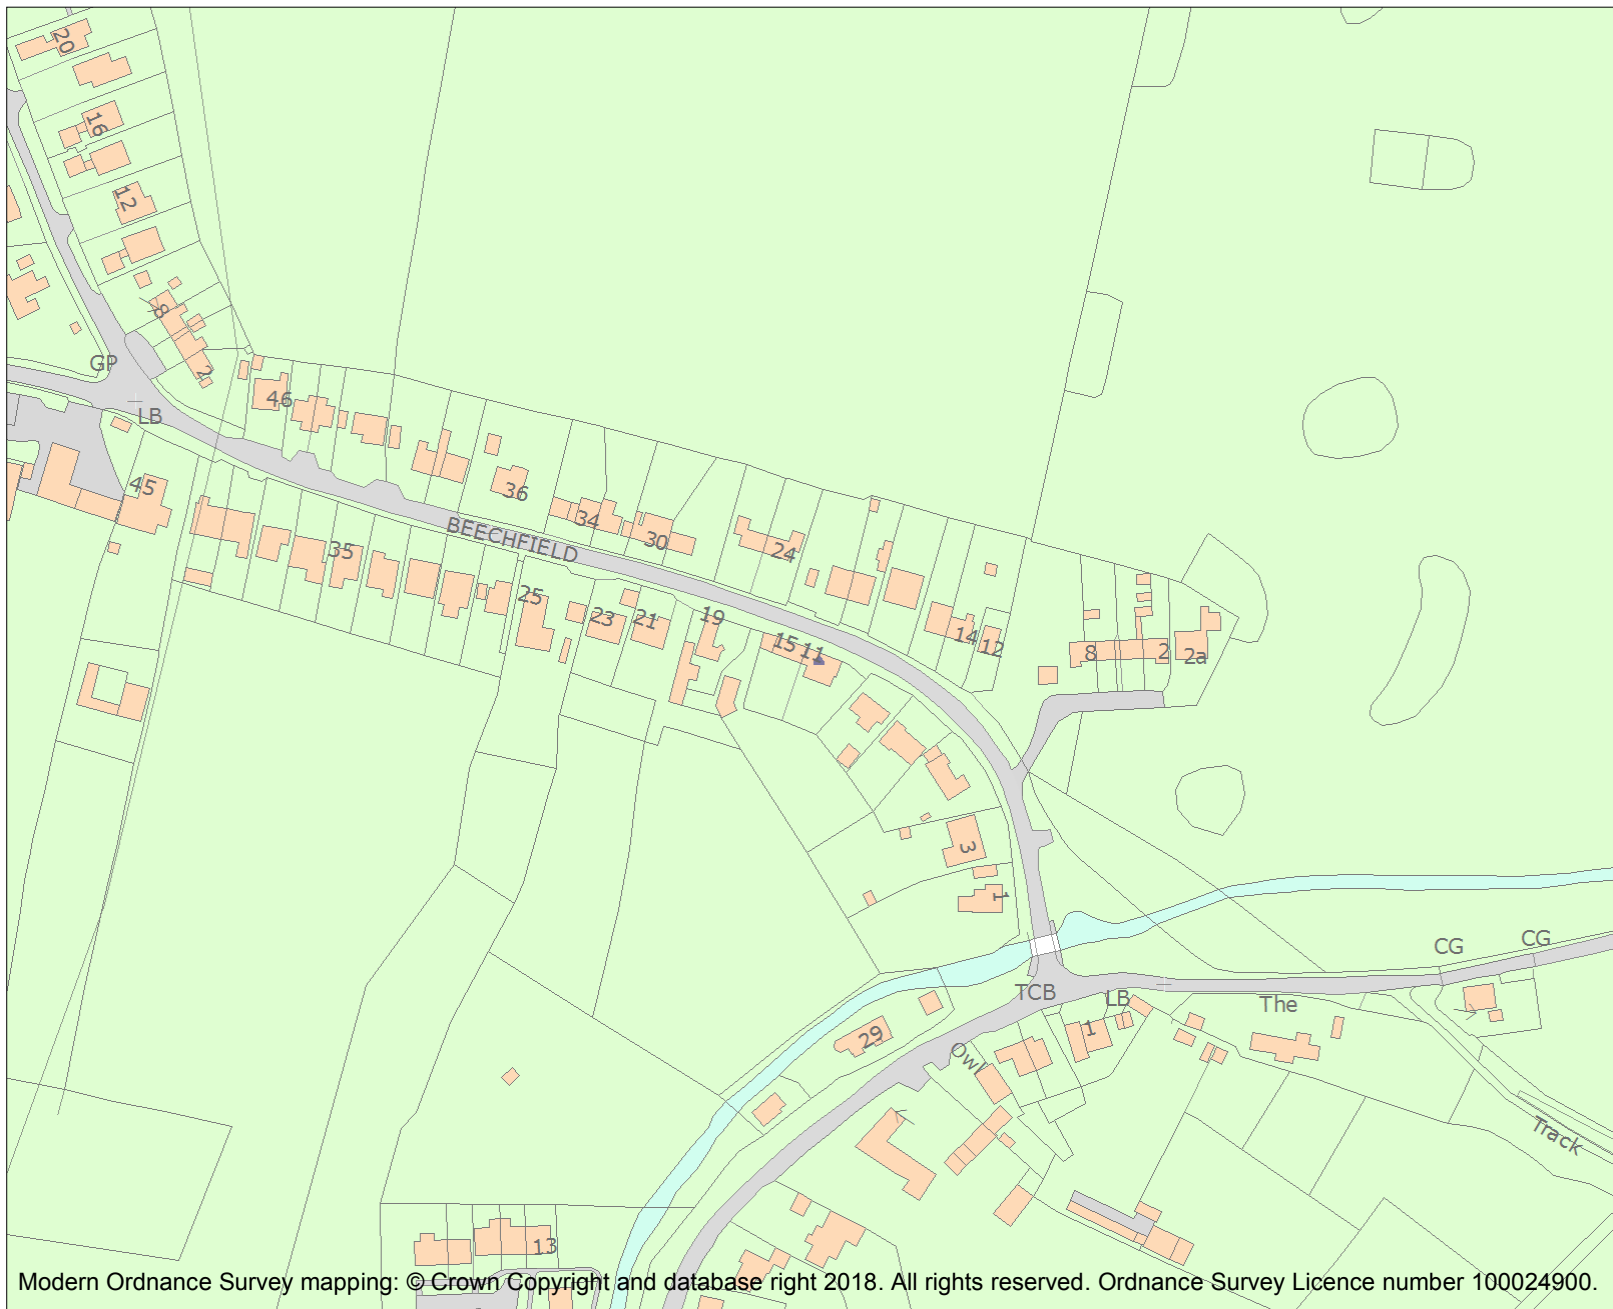 20
16
12
8
2
GP
LB
46
45
36
34
30
BEECHFIELD
24
35
25
23
21
19
15
11
14
12
8
2
2a
3
1
CG
CG
TCB
LB
The
29
Owl
1
Track
13
Modern Ordnance Survey mapping: © Crown Copyright and database right 2018. All rights reserved. Ordnance Survey Licence number 100024900.